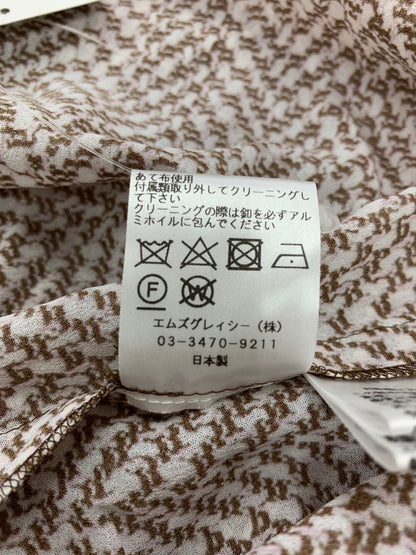 あて布使用
付属類取り外してクリーニングし
て下さい
クリーニングの際は釦を必ずアル
ミホイルに包んでください
F W
エムズグレイシー（株）
03-3470-9211
日本製